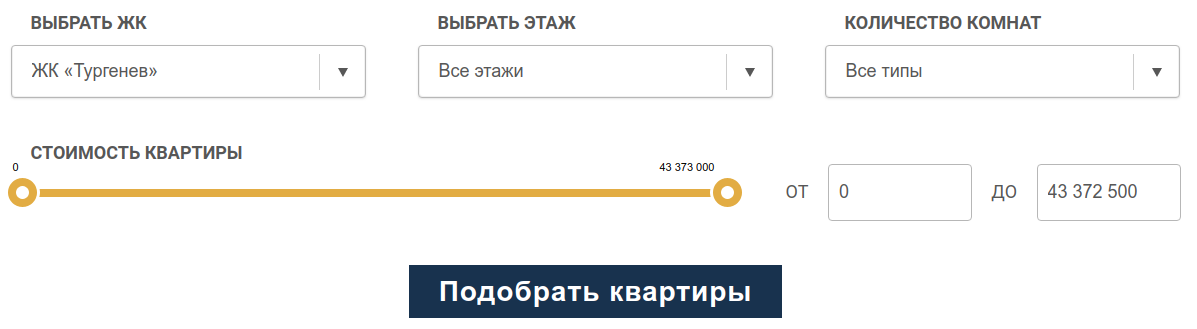 ВЫБРАТЬ ЖК
ВЫБРАТЬ ЭТАЖ
КОЛИЧЕСТВО КОМНАТ
ЖК «Тургенев»
Все этажи
Все типы
СТОИМОСТЬ КВАРТИРЫ
0
43 373 000
ОТ
0
ДО
43 372 500
Подобрать квартиры